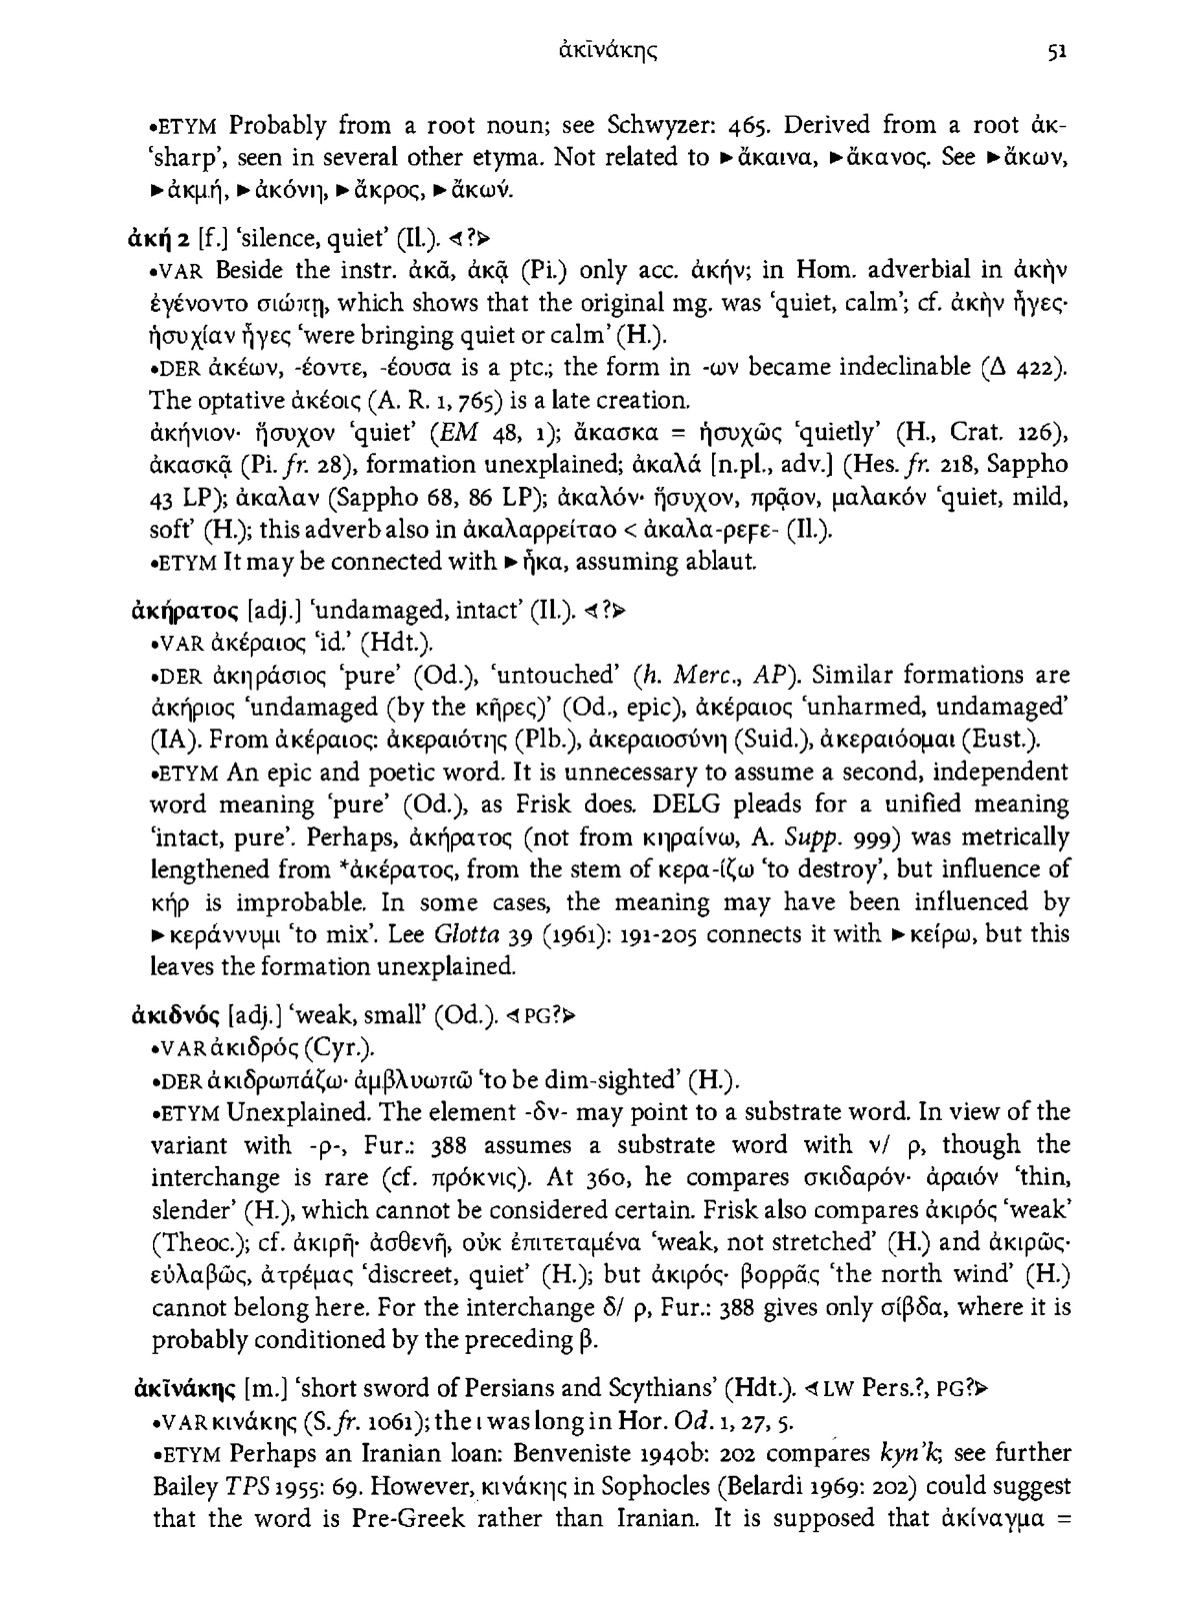 ἀκῑνάκης 51
•ETYM Probably from a root noun; see Schwyzer: 465. Derived from a root ἀκ-
‘sharp’, seen in several other etyma. Not related to ►ἄκαινα, ►ἄκανος. See ►ἄκων,
►ἀκμή, ►ἀκόνη, ►ἄκρος, ►ἄκων.
ἀκή 2 [f.] ‘silence, quiet’ (Il.). ◄?►
•VAR Beside the instr. ἀκᾶ, ἀκᾷ (Pi.) only acc. ἀκήν; in Hom. adverbial in ἀκὴν
ἐγένοντο σιώπῃ, which shows that the original mg. was ‘quiet, calm’; cf. ἀκὴν ἦγες·
ἡσυχίαν ἦγες ‘were bringing quiet or calm’ (H.).
•DER ἀκέων, -έοντε, -έουσα is a ptc.; the form in -ων became indeclinable (Δ 422).
The optative ἀκέοις (A. R. 1, 765) is a late creation.
ἀκήνιον· ἥσυχον ‘quiet’ (EM 48, 1); ἄκασκα = ἡσυχῶς ‘quietly’ (H., Crat. 126),
ἀκασκᾷ (Pi. fr. 28), formation unexplained; ἀκαλά [n.pl., adv.] (Hes. fr. 218, Sappho
43 LP); ἀκαλαν (Sappho 68, 86 LP); ἀκαλόν· ἥσυχον, πρᾷον, μαλακόν ‘quiet, mild,
soft’ (H.); this adverb also in ἀκαλαρρείταο < ἀκαλα-ρεϝε- (Il.).
•ETYM It may be connected with ►ἦκα, assuming ablaut.
ἀκήρατος [adj.] ‘undamaged, intact’ (Il.). ◄?►
•VAR ἀκέραιος ‘id.’ (Hdt.).
•DER ἀκηράσιος ‘pure’ (Od.), ‘untouched’ (h. Merc., AP). Similar formations are
ἀκήριος ‘undamaged (by the κῆρες)’ (Od., epic), ἀκέραιος ‘unharmed, undamaged’
(IA). From ἀκέραιος: ἀκεραιότης (Plb.), ἀκεραιοσύνη (Suid.), ἀκεραιόομαι (Eust.).
•ETYM An epic and poetic word. It is unnecessary to assume a second, independent
word meaning ‘pure’ (Od.), as Frisk does. DELG pleads for a unified meaning
‘intact, pure’. Perhaps, ἀκήρατος (not from κηραίνω, A. Supp. 999) was metrically
lengthened from *ἀκέρατος, from the stem of κερα-ίζω ‘to destroy’, but influence of
κήρ is improbable. In some cases, the meaning may have been influenced by
►κεράννυμι ‘to mix’. Lee Glotta 39 (1961): 191-205 connects it with ►κείρω, but this
leaves the formation unexplained.
ἀκιδνός [adj.] ‘weak, small’ (Od.). ◄PG?►
•VAR ἀκιδρός (Cyr.).
•DER ἀκιδρωπάζω· ἀμβλυωπῶ ‘to be dim-sighted’ (H.).
•ETYM Unexplained. The element -δν- may point to a substrate word. In view of the
variant with -ρ-, Fur.: 388 assumes a substrate word with ν/ ρ, though the
interchange is rare (cf. πρόκνις). At 360, he compares σκιδαρόν· ἀραιόν ‘thin,
slender’ (H.), which cannot be considered certain. Frisk also compares ἀκιρός ‘weak’
(Theoc.); cf. ἀκιρῆ· ἀσθενῆ, οὐκ ἐπιτεταμένα ‘weak, not stretched’ (H.) and ἀκιρῶς·
εὐλαβῶς, ἀτρέμας ‘discreet, quiet’ (H.); but ἀκιρός· βορρᾶς ‘the north wind’ (H.)
cannot belong here. For the interchange δ/ ρ, Fur.: 388 gives only σίβδα, where it is
probably conditioned by the preceding β.
ἀκῑνάκης [m.] ‘short sword of Persians and Scythians’ (Hdt.). ◄LW Pers.?, PG?►
•VAR κινάκης (S. fr. 1061); the ι was long in Hor. Od. 1, 27, 5.
•ETYM Perhaps an Iranian loan: Benveniste 1940b: 202 compares kyn’k; see further
Bailey TPS 1955: 69. However, κινάκης in Sophocles (Belardi 1969: 202) could suggest
that the word is Pre-Greek rather than Iranian. It is supposed that ἀκίναγμα =